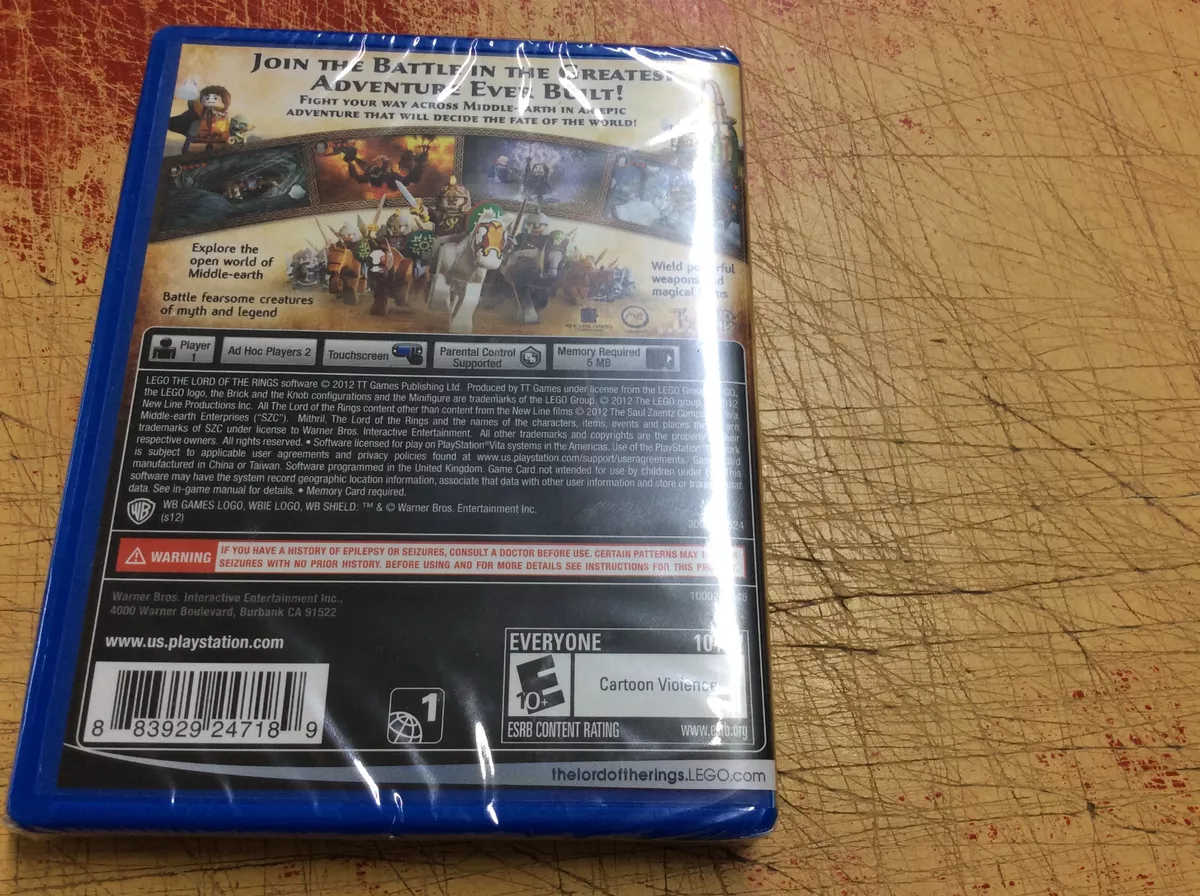 JOIN THE BATTLE IN THE GREATEST
ADVENTURE EVER BUILT!
FIGHT YOUR WAY ACROSS MIDDLE-EARTH IN AN EPIC
ADVENTURE THAT WILL DECIDE THE FATE OF THE WORLD!
Explore the
open world of
Middle-earth
Battle fearsome creatures
of myth and legend
Wield powerful
weapons and
magical
NEW LINE CINEMA
Player
1
Ad Hoc Players 2
Touchscreen
Parental Control
Supported
Memory Required
5 MB
LEGO THE LORD OF THE RINGS software © 2012 TT Games Publishing Ltd. Produced by TT Games under license from the LEGO Group. LEGO,
the LEGO logo, the Brick and the Knob configurations and the Minifigure are trademarks of the LEGO Group. © 2012 The LEGO group.
New Line Productions Inc. All The Lord of the Rings content other than content from the New Line films © 2012 The Saul Zaentz Company
Middle-earth Enterprises ("SZC"). Mithril, The Lord of the Rings and the names of the characters, items, events and places are
trademarks of SZC under license to Warner Bros. Interactive Entertainment. All other trademarks and copyrights are the property their
respective owners. All rights reserved. • Software licensed for play on PlayStation®Vita systems in the Americas. Use of the PlayStation
is subject to applicable user agreements and privacy policies found at www.us.playstation.com/support/useragreements.
manufactured in China or Taiwan. Software programmed in the United Kingdom. Game Card not intended for use by children under This
software may have the system record geographic location information, associate that data with other user information and store or that
data. See in-game manual for details. • Memory Card required.
WB GAMES LOGO, WBIE LOGO, WB SHIELD: ™ & © Warner Bros. Entertainment Inc.
(s12)
WB
WARNING
IF YOU HAVE A HISTORY OF EPILEPSY OR SEIZURES, CONSULT A DOCTOR BEFORE USE. CERTAIN PATTERNS MAY
SEIZURES WITH NO PRIOR HISTORY. BEFORE USING AND FOR MORE DETAILS SEE INSTRUCTIONS FOR THIS
Warner Bros. Interactive Entertainment Inc.,
4000 Warner Boulevard, Burbank CA 91522
www.us.playstation.com
EVERYONE 10+
E
10+
Cartoon Violence
ESRB CONTENT RATING www.esrb.org
8 83929 24718 9
1
thelordoftherings.LEGO.com